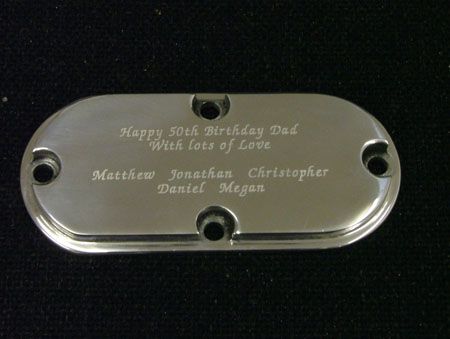 Happy 50th Birthday Dad
With lots of Love
Matthew Jonathan Christopher
Daniel Megan